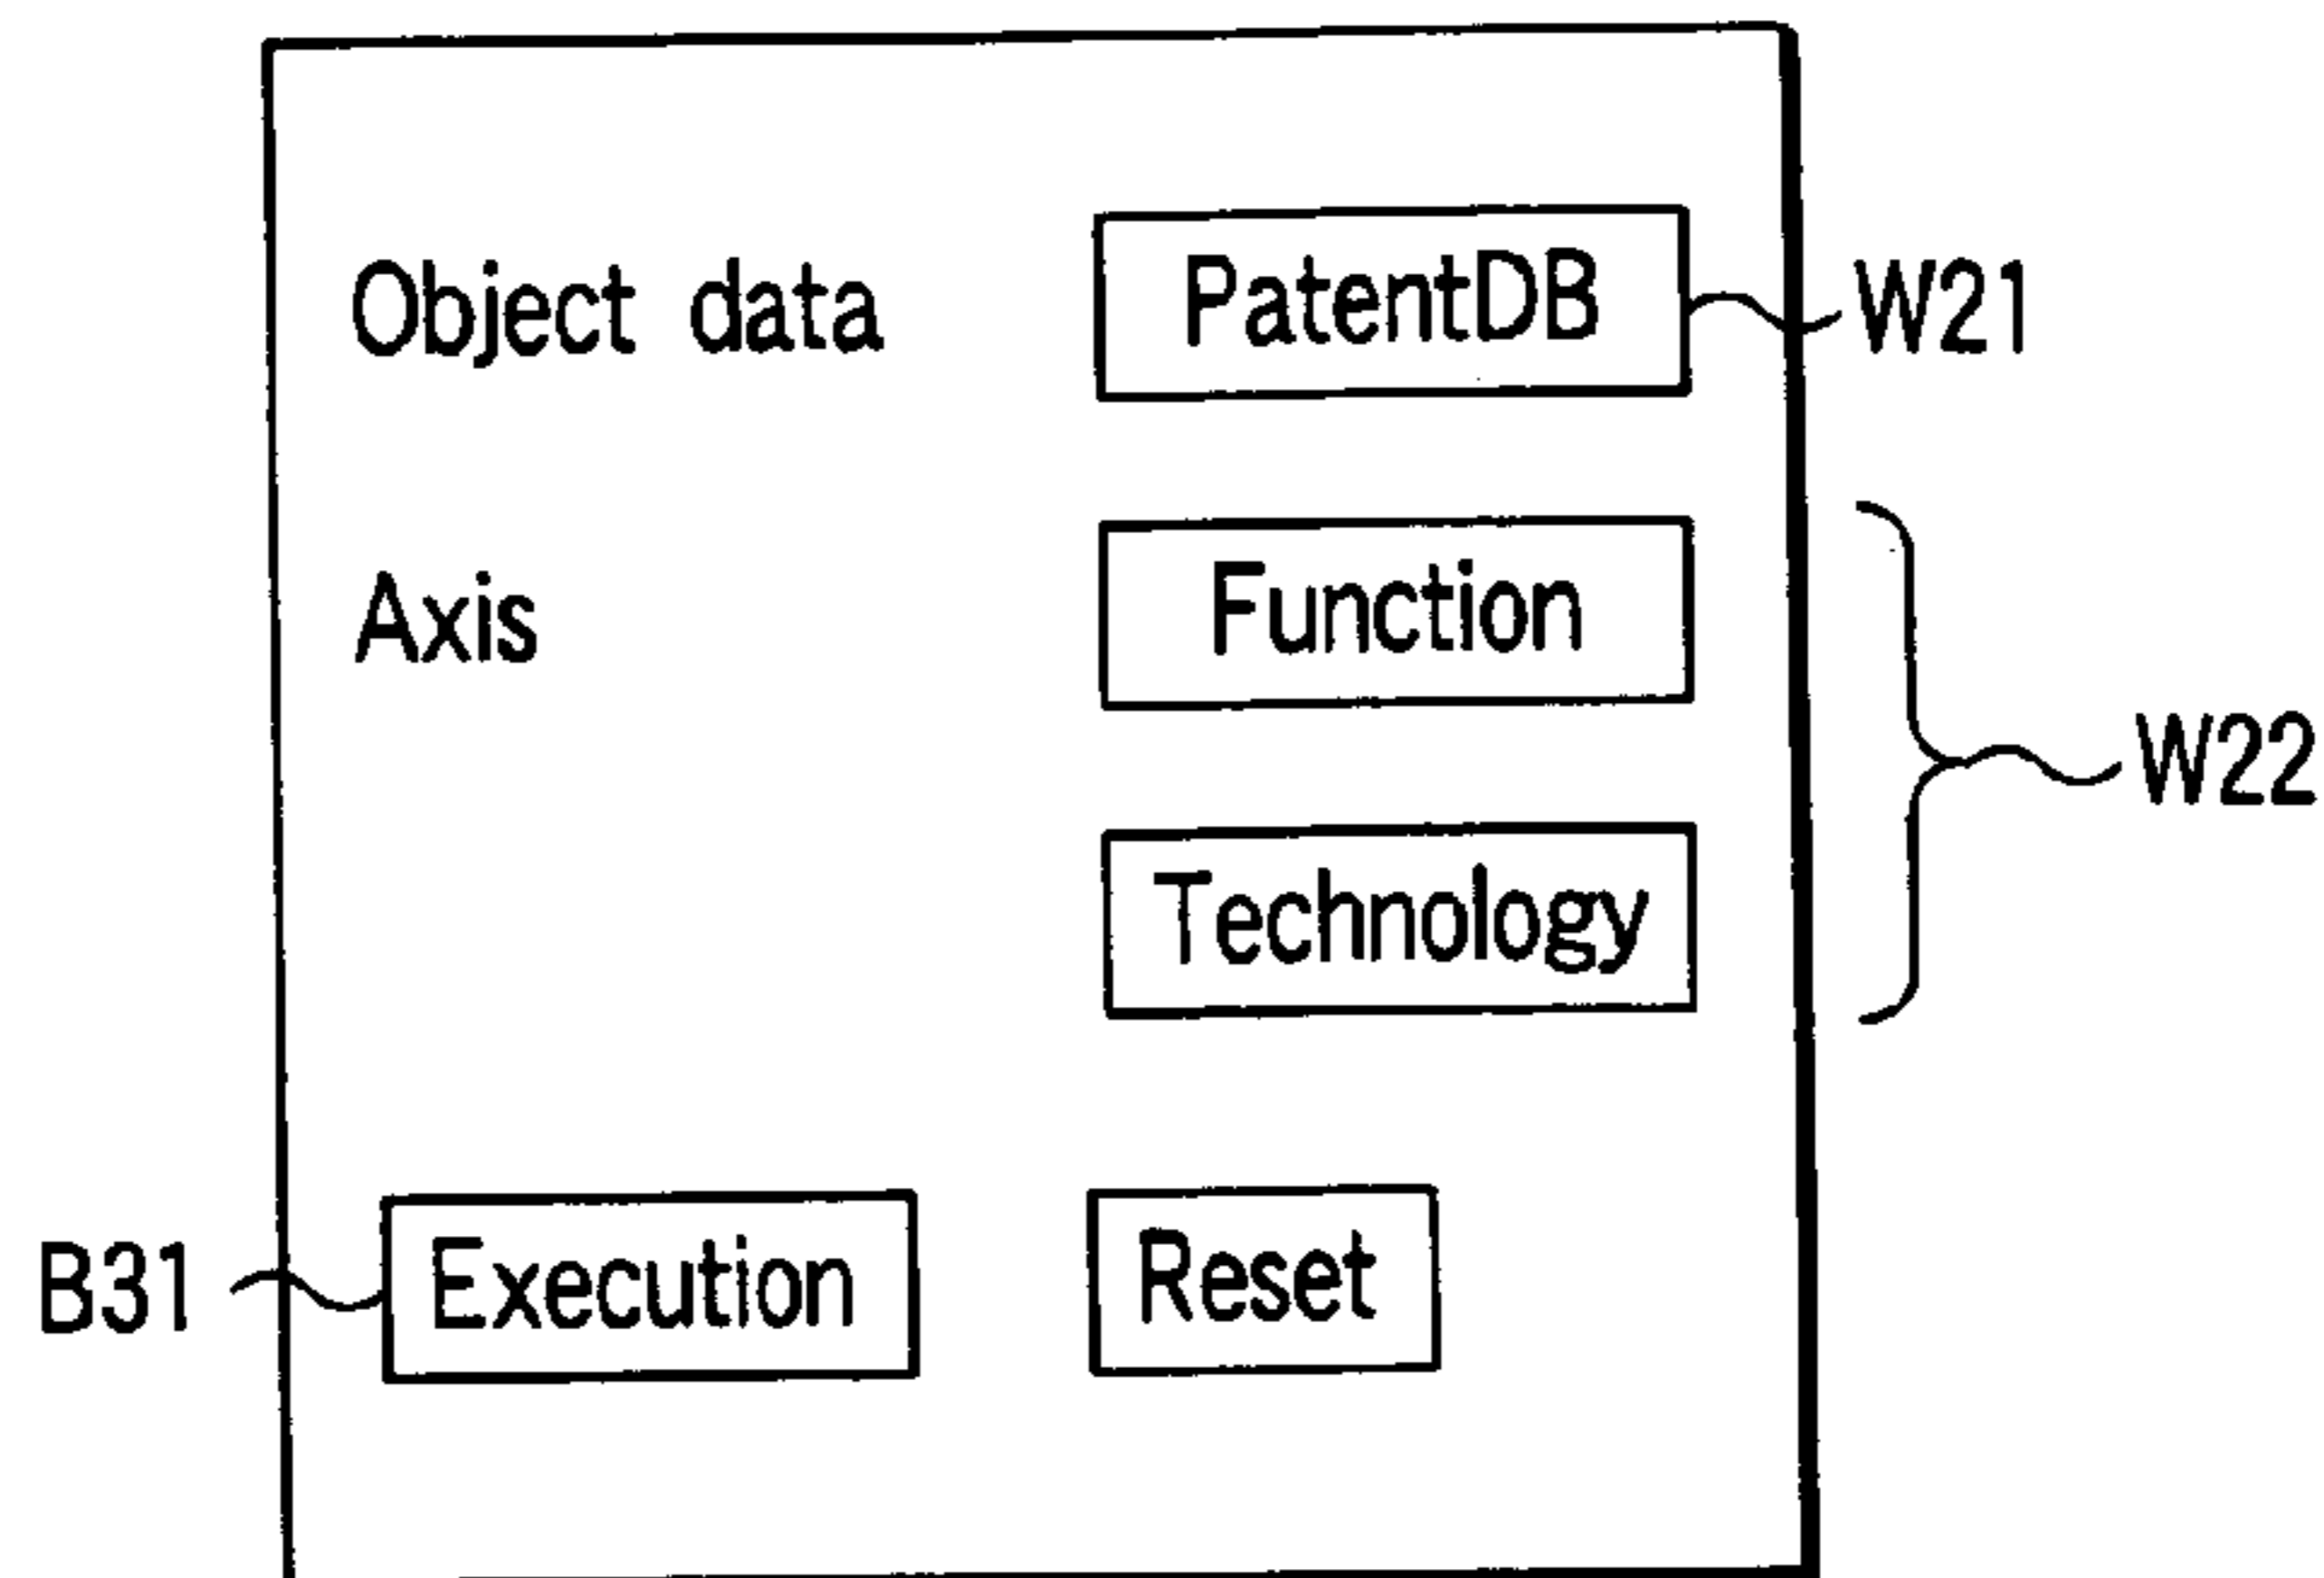 Object data PatentDB W21
Axis Function
W22
Technology
B31 Execution Reset